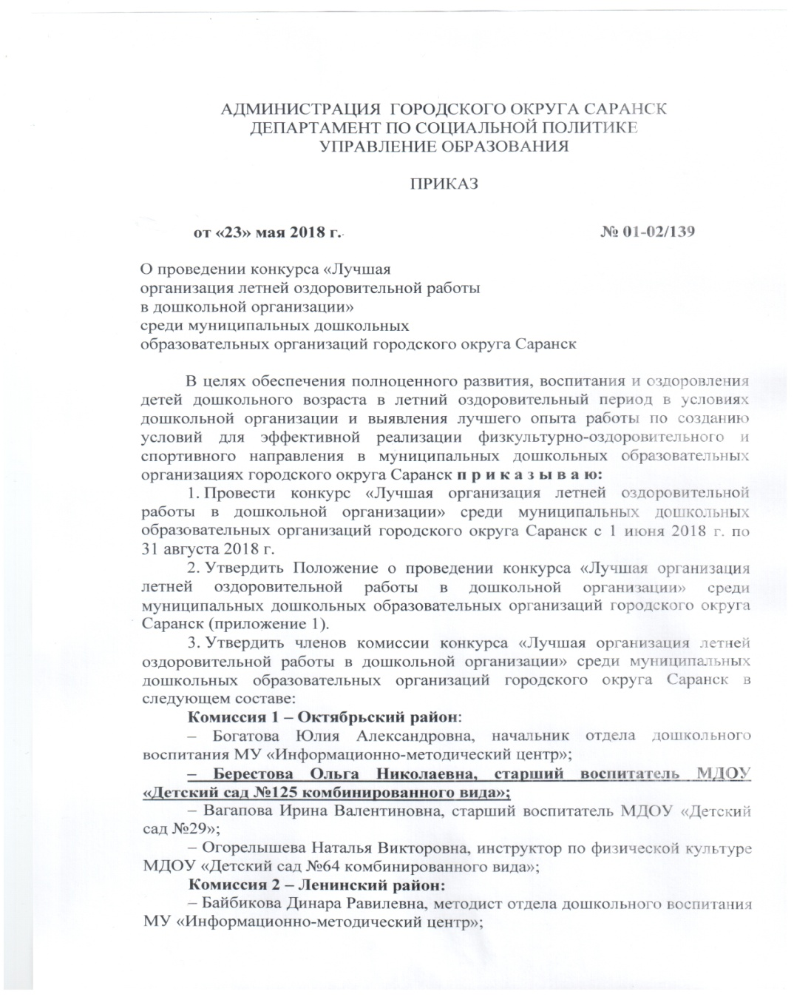 АДМИНИСТРАЦИЯ ГОРОДСКОГО ОКРУГА САРАНСК
ДЕПАРТАМЕНТ ПО СОЦИАЛЬНОЙ ПОЛИТИКЕ
УПРАВЛЕНИЕ ОБРАЗОВАНИЯ
ПРИКАЗ
от «23» мая 2018 г. № 01-02/139
О проведении конкурса «Лучшая
организация летней оздоровительной работы
в дошкольной организации»
среди муниципальных дошкольных
образовательных организаций городского округа Саранск
В целях обеспечения полноценного развития, воспитания и оздоровления
детей дошкольного возраста в летний оздоровительный период в условиях
дошкольной организации и выявления лучшего опыта работы по созданию
условий для эффективной реализации физкультурно-оздоровительного и
спортивного направления в муниципальных дошкольных образовательных
организациях городского округа Саранск п р и к а з ы в а ю:
1. Провести конкурс «Лучшая организация летней оздоровительной
работы в дошкольной организации» среди муниципальных дошкольных
образовательных организаций городского округа Саранск с 1 июня 2018 г. по
31 августа 2018 г.
2. Утвердить Положение о проведении конкурса «Лучшая организация
летней оздоровительной работы в дошкольной организации» среди
муниципальных дошкольных образовательных организаций городского округа
Саранск (приложение 1).
3. Утвердить членов комиссии конкурса «Лучшая организация летней
оздоровительной работы в дошкольной организации» среди муниципальных
дошкольных образовательных организаций городского округа Саранск в
следующем составе:
Комиссия 1 – Октябрьский район:
– Богатова Юлия Александровна, начальник отдела дошкольного
воспитания МУ «Информационно-методический центр»;
– Берестова Ольга Николаевна, старший воспитатель МДОУ
«Детский сад №125 комбинированного вида»;
– Вагапова Ирина Валентиновна, старший воспитатель МДОУ «Детский
сад №29»;
– Огорелышева Наталья Викторовна, инструктор по физической культуре
МДОУ «Детский сад №64 комбинированного вида»;
Комиссия 2 – Ленинский район:
– Байбикова Динара Равилевна, методист отдела дошкольного воспитания
МУ «Информационно-методический центр»;